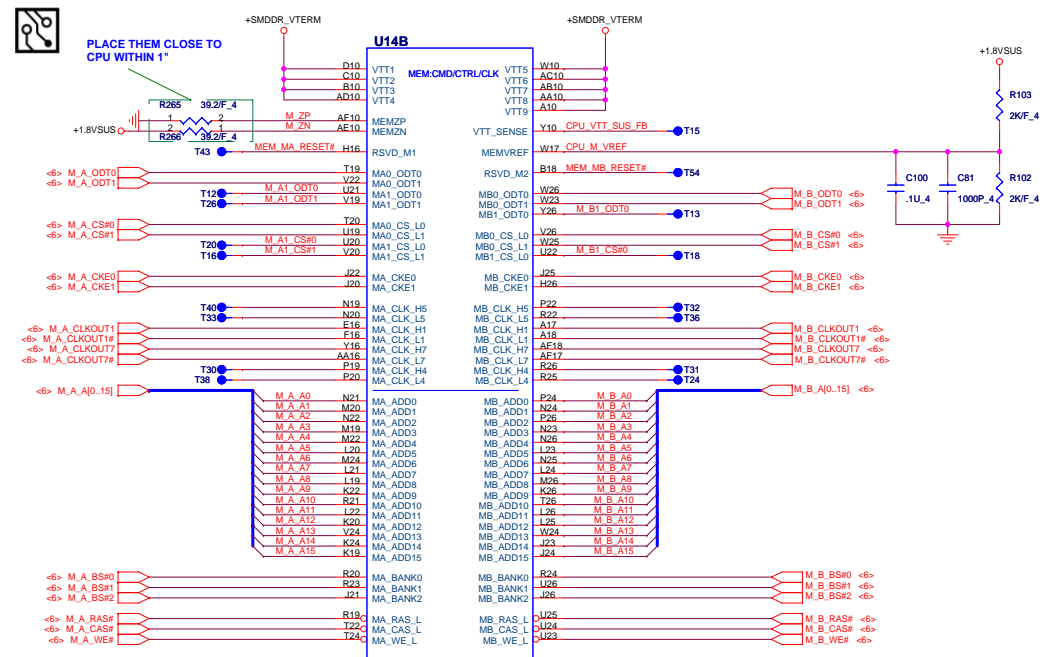 +SMDDR_VTERM
+SMDDR_VTERM
PLACE THEM CLOSE TO
CPU WITHIN 1"
U14B
MEM:CMD/CTRL/CLK
+1.8VSUS
D10 VTT1 VTT5 W10
C10 VTT2 VTT6 AC10
B10 VTT3 VTT7 AB10
AD10 VTT4 VTT8 AA10
VTT9 A10
R265 39.2/F_4
1 2 M_ZP AF10 MEMZP
+1.8VSUS 2 1 M_ZN AE10 MEMZN VTT_SENSE Y10 CPU_VTT_SUS_FB T15
R266 39.2/F_4
R103
2K/F_4
T43 MEM_MA_RESET# H16 RSVD_M1 MEMVREF W17 CPU_M_VREF
RSVD_M2 B18 MEM_MB_RESET# T54
C100
.1U_4
C81
1000P_4
R102
2K/F_4
<6> M_A_ODT0 T19 MA0_ODT0 MB0_ODT0 W26 M_B_ODT0 <6>
<6> M_A_ODT1 V22 MA0_ODT1 MB0_ODT1 W23 M_B_ODT1 <6>
T12 M_A1_ODT0 U21 MA1_ODT0 MB1_ODT0 Y26 M_B1_ODT0 T13
T26 M_A1_ODT1 V19 MA1_ODT1
<6> M_A_CS#0 T20 MA0_CS_L0 MB0_CS_L0 V26 M_B_CS#0 <6>
<6> M_A_CS#1 U19 MA0_CS_L1 MB0_CS_L1 W25 M_B_CS#1 <6>
T20 M_A1_CS#0 U20 MA1_CS_L0 MB1_CS_L0 U22 M_B1_CS#0 T18
T16 M_A1_CS#1 V20 MA1_CS_L1
<6> M_A_CKE0 J22 MA_CKE0 MB_CKE0 J25 M_B_CKE0 <6>
<6> M_A_CKE1 J20 MA_CKE1 MB_CKE1 H26 M_B_CKE1 <6>
T40 N19 MA_CLK_H5 MB_CLK_H5 P22 T32
T33 N20 MA_CLK_L5 MB_CLK_L5 R22 T36
<6> M_A_CLKOUT1 E16 MA_CLK_H1 MB_CLK_H1 A17 M_B_CLKOUT1 <6>
<6> M_A_CLKOUT1# F16 MA_CLK_L1 MB_CLK_L1 A18 M_B_CLKOUT1# <6>
<6> M_A_CLKOUT7 Y16 MA_CLK_H7 MB_CLK_H7 AF18 M_B_CLKOUT7 <6>
<6> M_A_CLKOUT7# AA16 MA_CLK_L7 MB_CLK_L7 AF17 M_B_CLKOUT7# <6>
T30 P19 MA_CLK_H4 MB_CLK_H4 R26 T31
T38 P20 MA_CLK_L4 MB_CLK_L4 R25 T24
<6> M_A_A[0..15] M_B_A[0..15] <6>
M_A_A0 N21 MA_ADD0 MB_ADD0 P24 M_B_A0
M_A_A1 M20 MA_ADD1 MB_ADD1 N24 M_B_A1
M_A_A2 N22 MA_ADD2 MB_ADD2 P26 M_B_A2
M_A_A3 M19 MA_ADD3 MB_ADD3 N23 M_B_A3
M_A_A4 M22 MA_ADD4 MB_ADD4 N26 M_B_A4
M_A_A5 L20 MA_ADD5 MB_ADD5 L23 M_B_A5
M_A_A6 M24 MA_ADD6 MB_ADD6 N25 M_B_A6
M_A_A7 L21 MA_ADD7 MB_ADD7 L24 M_B_A7
M_A_A8 L19 MA_ADD8 MB_ADD8 M26 M_B_A8
M_A_A9 K22 MA_ADD9 MB_ADD9 K26 M_B_A9
M_A_A10 R21 MA_ADD10 MB_ADD10 T26 M_B_A10
M_A_A11 L22 MA_ADD11 MB_ADD11 L26 M_B_A11
M_A_A12 K20 MA_ADD12 MB_ADD12 L25 M_B_A12
M_A_A13 V24 MA_ADD13 MB_ADD13 W24 M_B_A13
M_A_A14 K24 MA_ADD14 MB_ADD14 J23 M_B_A14
M_A_A15 K19 MA_ADD15 MB_ADD15 J24 M_B_A15
<6> M_A_BS#0 R20 MA_BANK0 MB_BANK0 R24 M_B_BS#0 <6>
<6> M_A_BS#1 R23 MA_BANK1 MB_BANK1 U26 M_B_BS#1 <6>
<6> M_A_BS#2 J21 MA_BANK2 MB_BANK2 J26 M_B_BS#2 <6>
<6> M_A_RAS# R19 MA_RAS_L MB_RAS_L U25 M_B_RAS# <6>
<6> M_A_CAS# T22 MA_CAS_L MB_CAS_L U24 M_B_CAS# <6>
<6> M_A_WE# T24 MA_WE_L MB_WE_L U23 M_B_WE# <6>